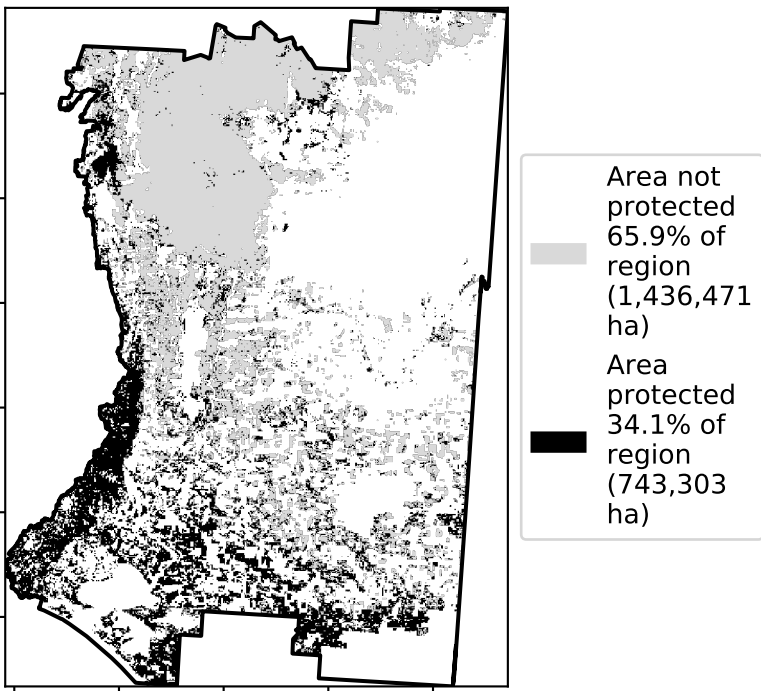 Area not
protected
65.9% of
region
(1,436,471
ha)
Area
protected
34.1% of
region
(743,303
ha)